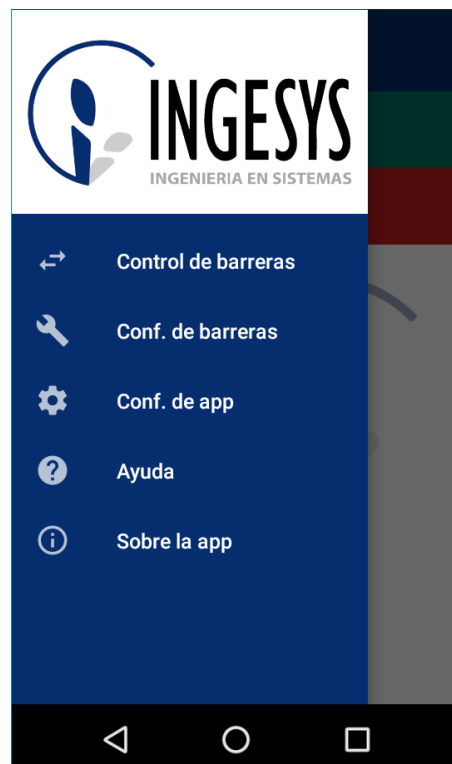 INGESYS
INGENIERIA EN SISTEMAS
Control de barreras
Conf. de barreras
Conf. de app
Ayuda
Sobre la app